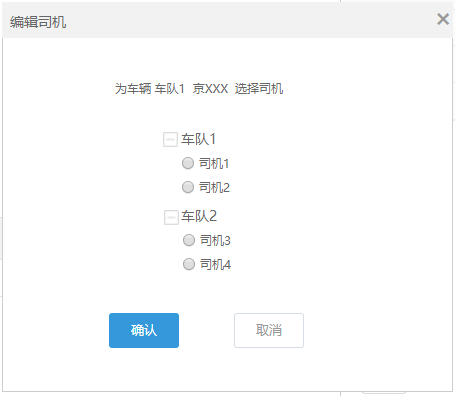 编辑司机
为车辆 车队1 京XXX 选择司机
车队1
司机1
司机2
车队2
司机3
司机4
确认 取消